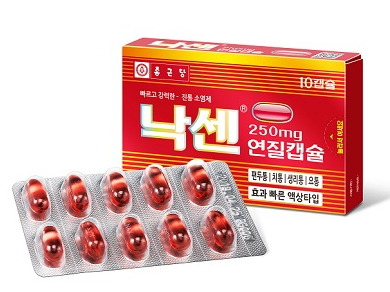 종근당
10캡슐
빠르고 강력한 - 진통 소염제
낙센®
250mg
연질캡슐
편두통 | 치통 | 생리통 | 요통
효과 빠른 액상타입